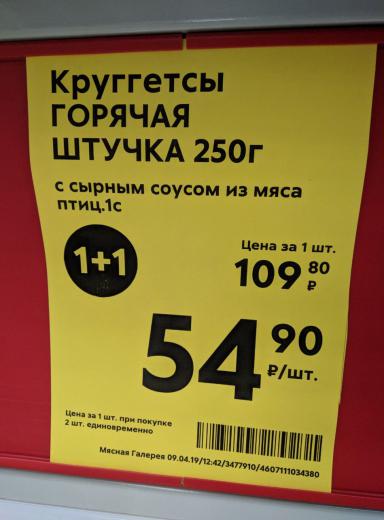 Круггетсы
ГОРЯЧАЯ
ШТУЧКА 250г
с сырным соусом из мяса
птиц.1с
1+1
Цена за 1 шт.
109 80 ₽
54 90 ₽/шт.
Цена за 1 шт. при покупке
2 шт. единовременно
Мясная Галерея 09.04.19/12:42/3477910/4607111034380